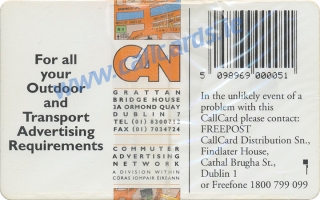 For all
your
Outdoor
and
Transport
Advertising
Requirements
CAN
GRATTAN
BRIDGE HOUSE
3A ORMOND QUAY
DUBLIN 7
TEL (01) 8300712
FAX (01) 7034724
COMMUTER
ADVERTISING
NETWORK
A DIVISION WITHIN
CORAS IOMPAIR ÉIREANN
5 098969 000051
In the unlikely event of a
problem with this
CallCard please contact:
FREEPOST
CallCard Distribution Sn.,
Findlater House,
Cathal Brugha St.,
Dublin 1
or Freefone 1800 799 099